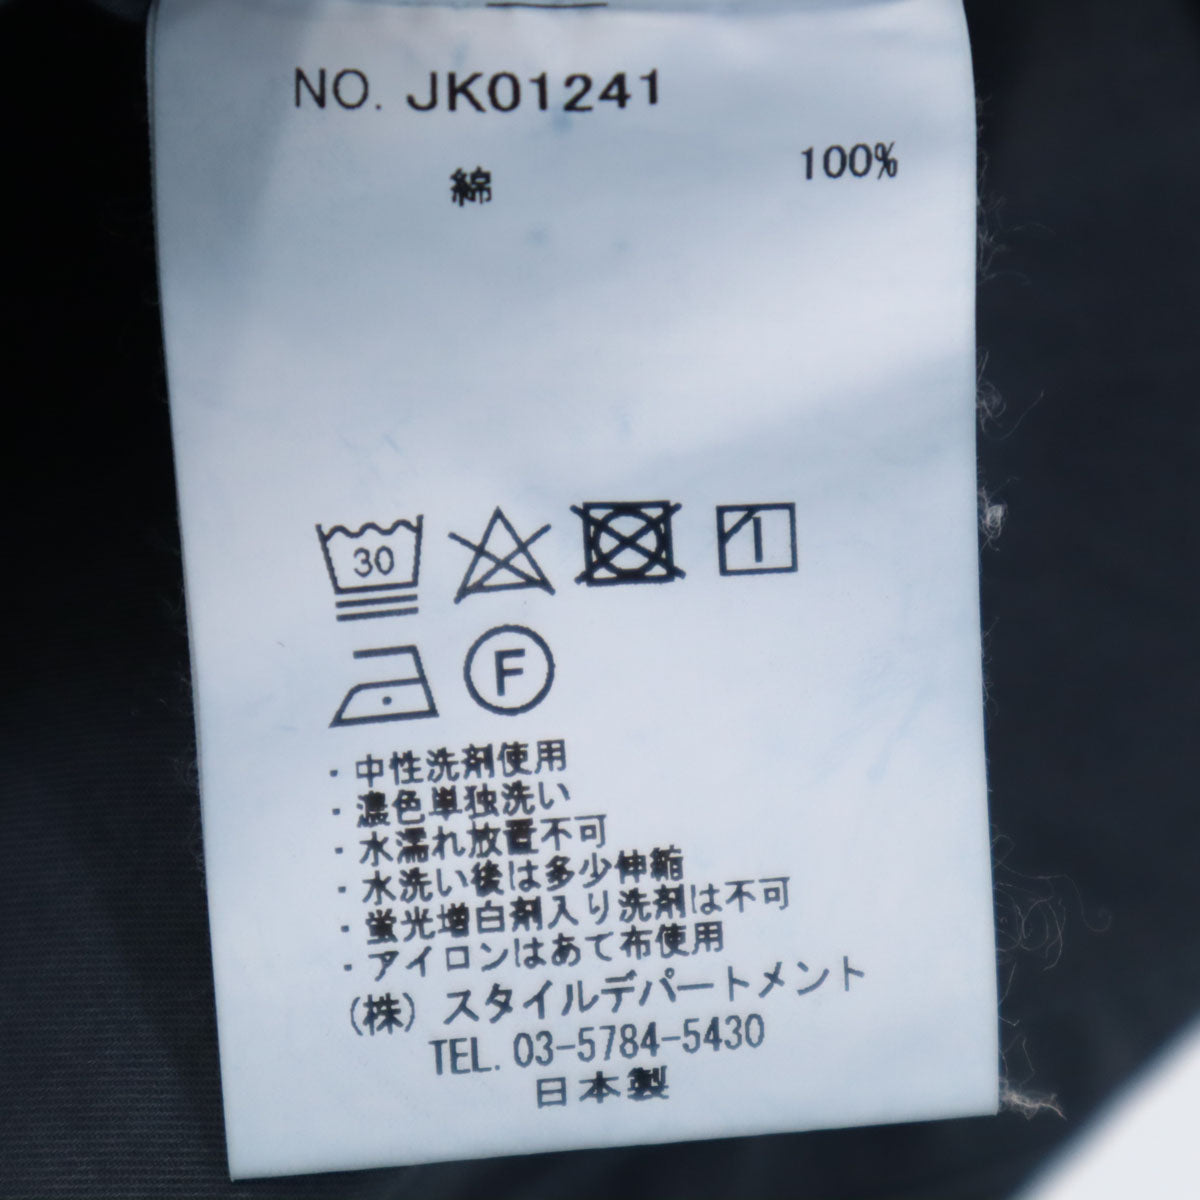 NO. JK01241
綿 100%
30
F
・中性洗剤使用
・濃色単独洗い
・水濡れ放置不可
・水洗い後は多少伸縮
・蛍光増白剤入り洗剤は不可
・アイロンはあて布使用
(株) スタイルデパートメント
TEL. 03-5784-5430
日本製